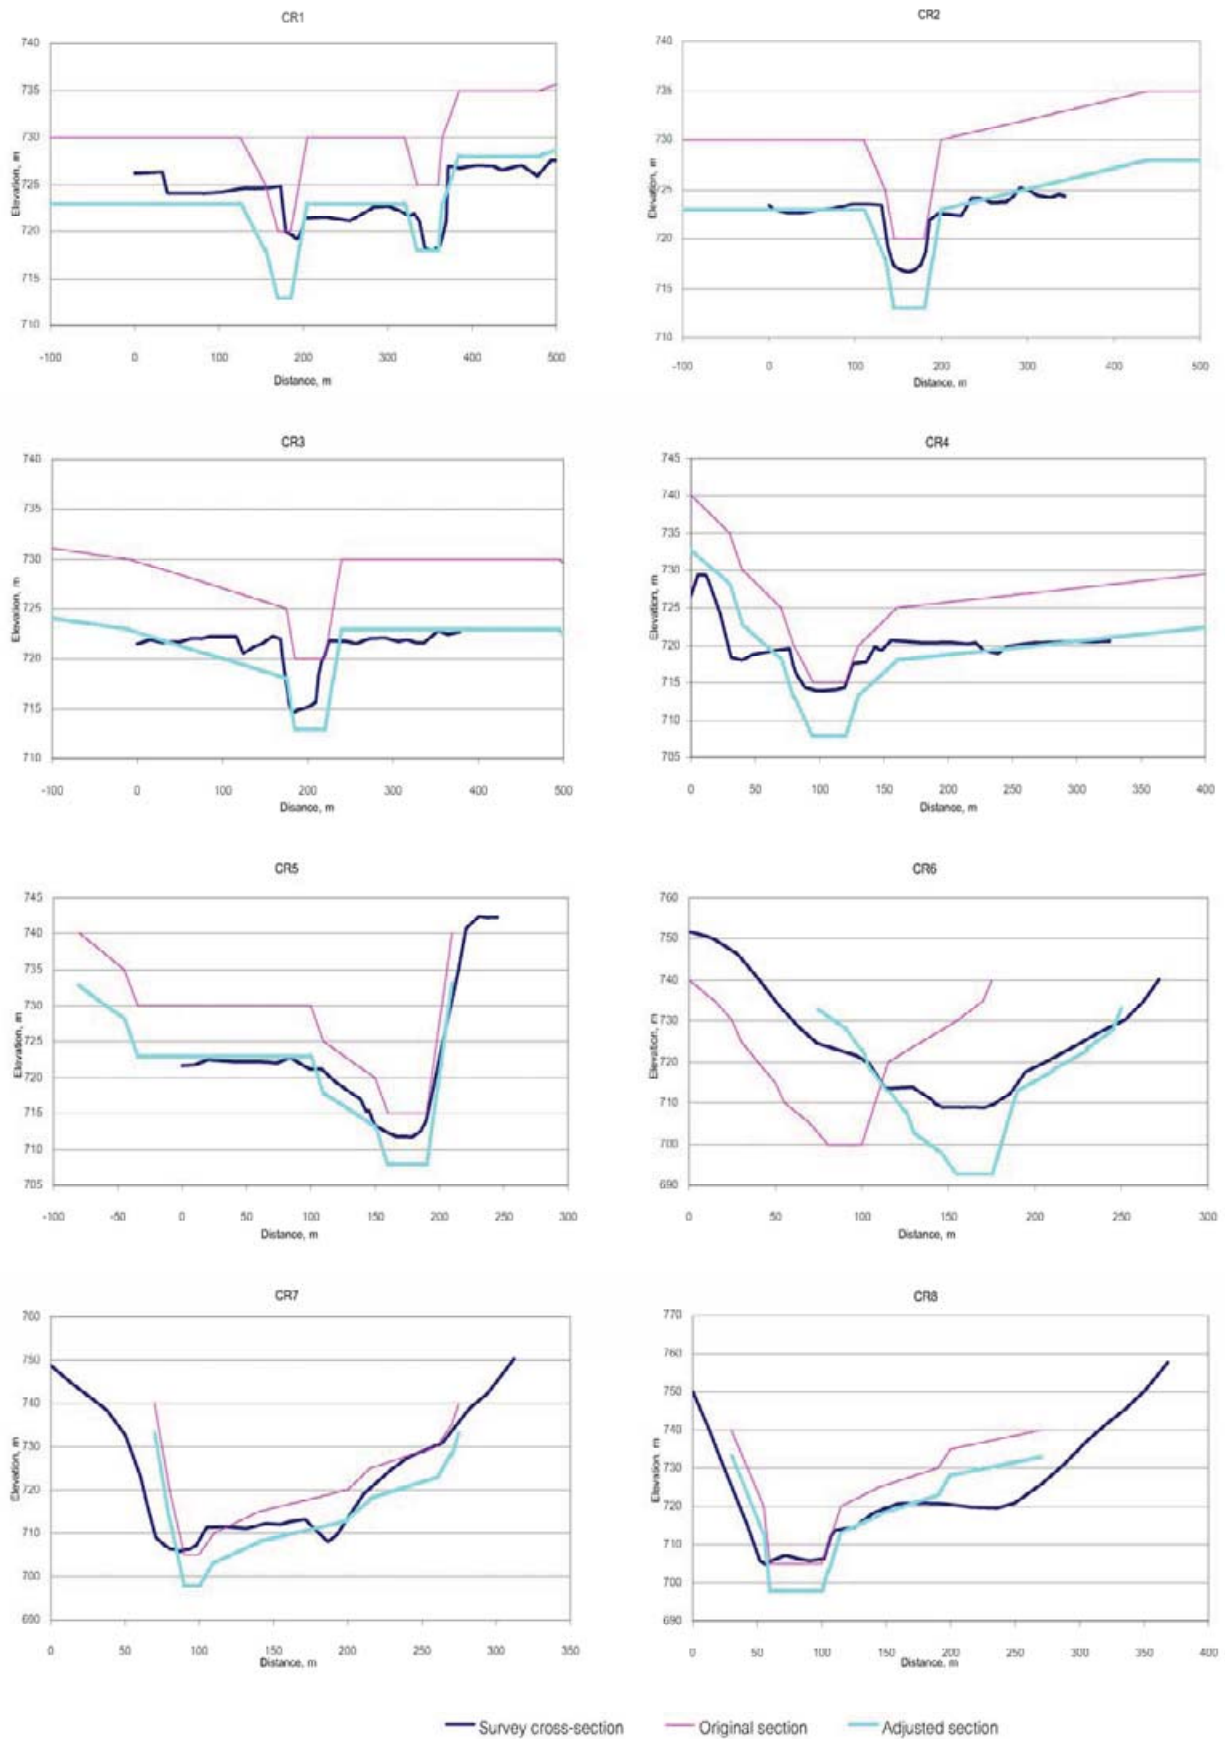 CR1
740
735
730
725
720
715
710
Elevation, m
-100 0 100 200 300 400 500
Distance, m
CR2
740
735
730
725
720
715
710
Elevation, m
-100 0 100 200 300 400 500
Distance, m
CR3
740
735
730
725
720
715
710
Elevation, m
-100 0 100 200 300 400 500
Disance, m
CR4
745
740
735
730
725
720
715
710
705
Elevation, m
0 50 100 150 200 250 300 350 400
Distance, m
CR5
745
740
735
730
725
720
715
710
705
Elevation, m
-100 -50 0 50 100 150 200 250 300
Distance, m
CR6
760
750
740
730
720
710
700
690
Elevation, m
0 50 100 150 200 250 300
Distance, m
CR7
760
750
740
730
720
710
700
690
Elevation, m
0 50 100 150 200 250 300 350
Distance, m
CR8
770
760
750
740
730
720
710
700
690
Elevation, m
0 50 100 150 200 250 300 350 400
Distance, m
Survey cross-section Original section Adjusted section